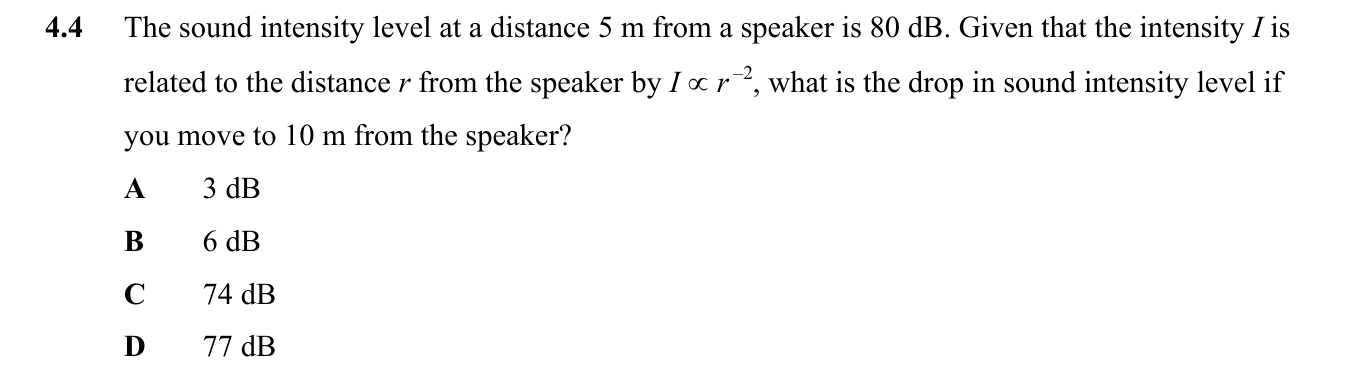 4.4 The sound intensity level at a distance 5 m from a speaker is 80 dB. Given that the intensity I is
related to the distance r from the speaker by I ∝ r⁻², what is the drop in sound intensity level if
you move to 10 m from the speaker?
A 3 dB
B 6 dB
C 74 dB
D 77 dB